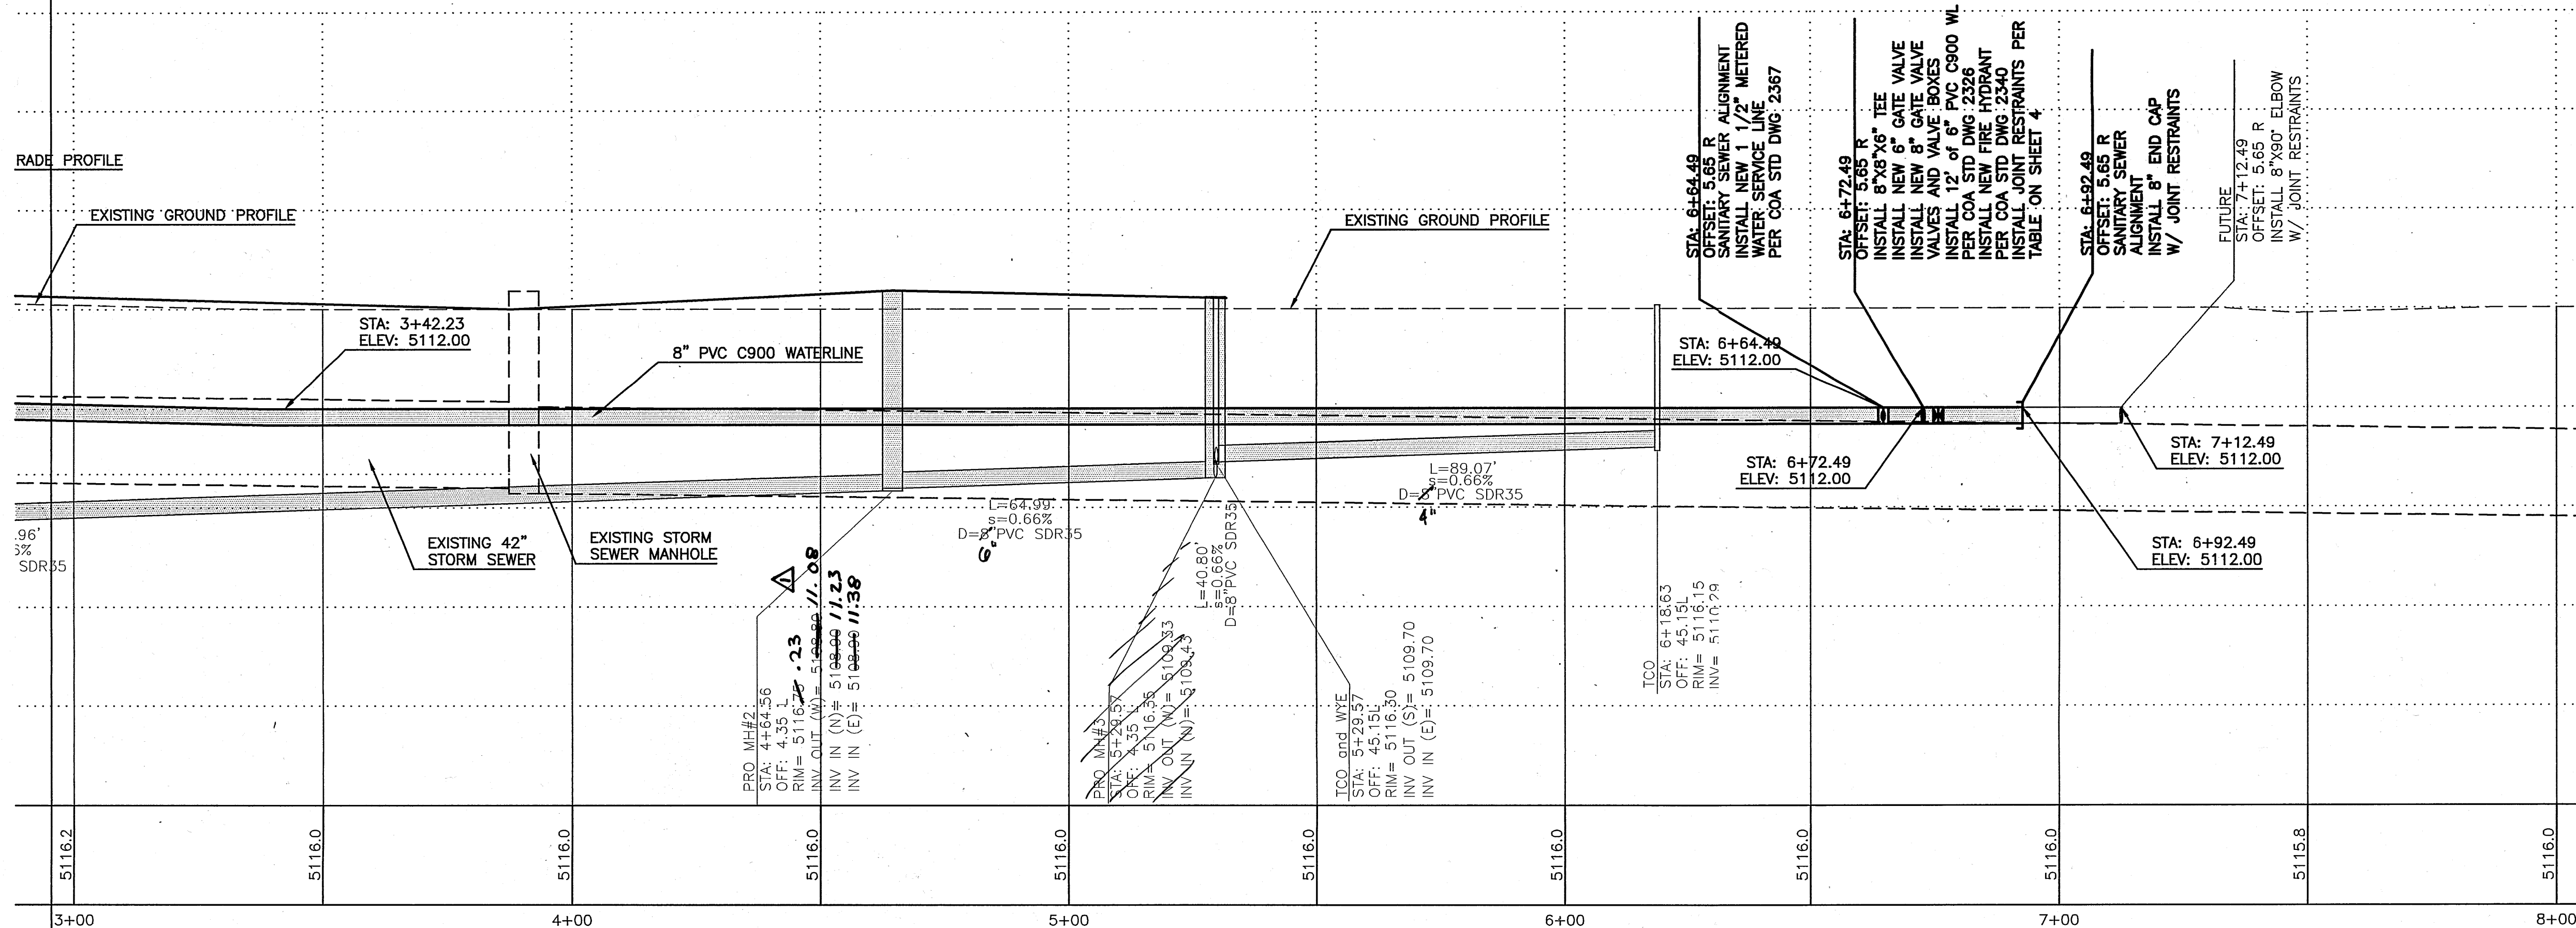 RADE PROFILE
EXISTING GROUND PROFILE
STA: 3+42.23
ELEV: 5112.00
8" PVC C900 WATERLINE
EXISTING GROUND PROFILE
STA: 6+64.49
OFFSET: 5.65 R
SANITARY SEWER ALIGNMENT
INSTALL NEW 1 1/2" METERED
WATER SERVICE LINE
PER COA STD DWG 2367
STA: 6+72.49
OFFSET: 5.65 R
INSTALL 8"X8"X6" TEE
INSTALL NEW 6" GATE VALVE
INSTALL NEW 8" GATE VALVE
VALVES AND VALVE BOXES
INSTALL 12' of 6" PVC C900 WL
PER COA STD DWG 2326
INSTALL NEW FIRE HYDRANT
PER COA STD DWG 2340
INSTALL JOINT RESTRAINTS PER
TABLE ON SHEET 4
STA: 6+92.49
OFFSET: 5.65 R
SANITARY SEWER
ALIGNMENT
INSTALL 8" END CAP
W/ JOINT RESTRAINTS
FUTURE
STA: 7+12.49
OFFSET: 5.65 R
INSTALL 8"X90° ELBOW
W/ JOINT RESTRAINTS
STA: 6+64.49
ELEV: 5112.00
STA: 6+72.49
ELEV: 5112.00
STA: 7+12.49
ELEV: 5112.00
STA: 6+92.49
ELEV: 5112.00
.96'
6%
SDR35
EXISTING 42"
STORM SEWER
EXISTING STORM
SEWER MANHOLE
L=64.99
s=0.66%
D=8"PVC SDR35
6"
L=89.07'
s=0.66%
D=8"PVC SDR35
4"
L=40.80'
s=0.66%
D=8"PVC SDR35
1
PRO MH#2
STA: 4+64.56
OFF: 4.35 L
RIM= 5116.75 .23
INV OUT (W)= 5108.80 11.08
INV IN (N)= 5108.90 11.23
INV IN (E)= 5108.90 11.38
PRO MH#3
STA: 5+29.57
OFF: 4.35 L
RIM= 5116.35
INV OUT (W)= 5109.33
INV IN (N)= 5109.43
TCO and WYE
STA: 5+29.57
OFF: 45.15L
RIM= 5116.30
INV OUT (S)= 5109.70
INV IN (E)= 5109.70
TCO
STA: 6+18.63
OFF: 45.15L
RIM= 5116.15
INV= 5110.29
5116.2
5116.0
5116.0
5116.0
5116.0
5116.0
5116.0
5116.0
5116.0
5115.8
5116.0
3+00
4+00
5+00
6+00
7+00
8+00